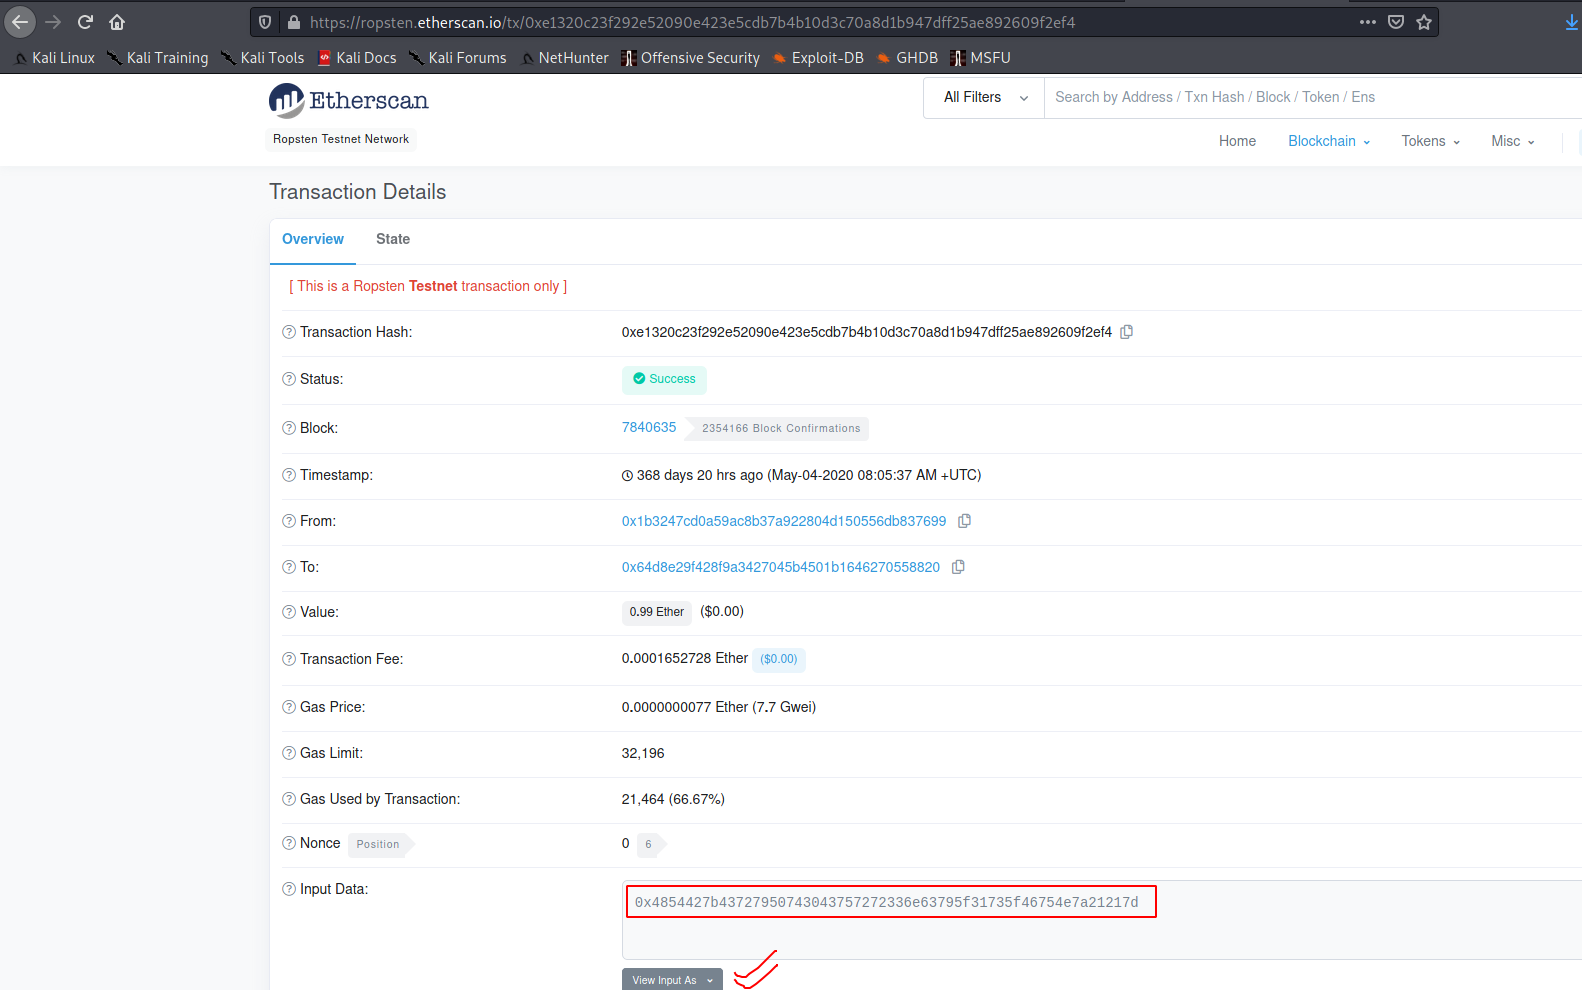 https://ropsten.etherscan.io/tx/0xe1320c23f292e52090e423e5cdb7b4b10d3c70a8d1b947dff25ae892609f2ef4
Kali Linux Kali Training Kali Tools Kali Docs Kali Forums NetHunter Offensive Security Exploit-DB GHDB MSFU
Etherscan
All Filters Search by Address / Txn Hash / Block / Token / Ens
Ropsten Testnet Network
Home Blockchain Tokens Misc
Transaction Details
Overview State
[ This is a Ropsten Testnet transaction only ]
Transaction Hash: 0xe1320c23f292e52090e423e5cdb7b4b10d3c70a8d1b947dff25ae892609f2ef4
Status: Success
Block: 7840635 2354166 Block Confirmations
Timestamp: 368 days 20 hrs ago (May-04-2020 08:05:37 AM +UTC)
From: 0x1b3247cd0a59ac8b37a922804d150556db837699
To: 0x64d8e29f428f9a3427045b4501b1646270558820
Value: 0.99 Ether ($0.00)
Transaction Fee: 0.0001652728 Ether ($0.00)
Gas Price: 0.0000000077 Ether (7.7 Gwei)
Gas Limit: 32,196
Gas Used by Transaction: 21,464 (66.67%)
Nonce Position 0 6
Input Data: 0x4854427b437279507430437572​72336e63795f31735f46754e7a21217d
View Input As